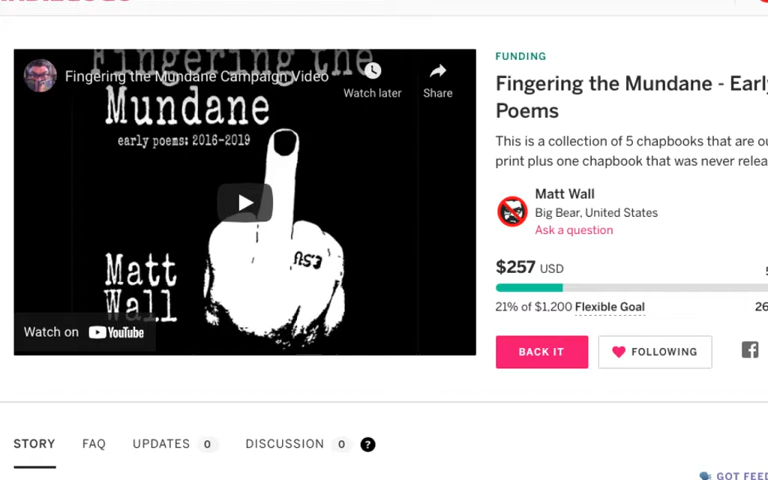 Fingering the
Fingering the Mundane Campaign Video
Watch later
Share
Mundane
early poems: 2016-2019
Matt
Wall
Watch on YouTube
FUNDING
Fingering the Mundane - Early
Poems
This is a collection of 5 chapbooks that are
print plus one chapbook that was never
Matt Wall
Big Bear, United States
Ask a question
$257 USD
21% of $1,200 Flexible Goal
26
BACK IT
FOLLOWING
STORY
FAQ
UPDATES 0
DISCUSSION 0 ?
GOT